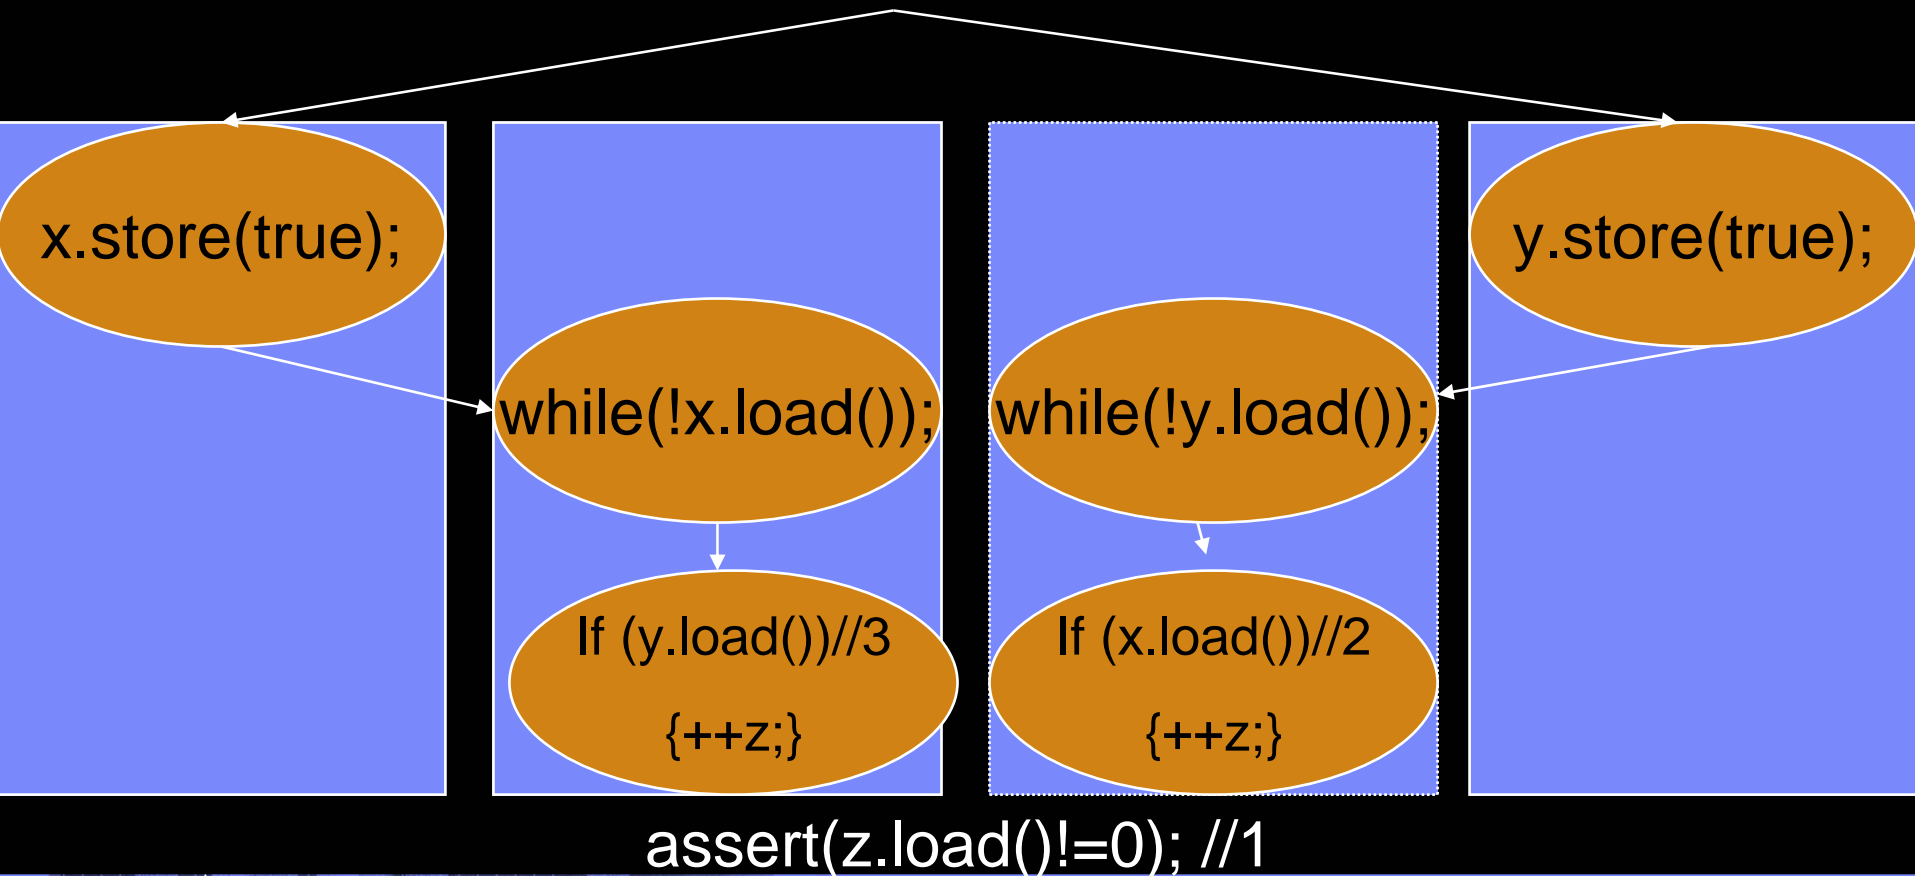 x.store(true);
y.store(true);
while(!x.load());
while(!y.load());
If (y.load())//3
{++z;}
If (x.load())//2
{++z;}
assert(z.load()!=0); //1